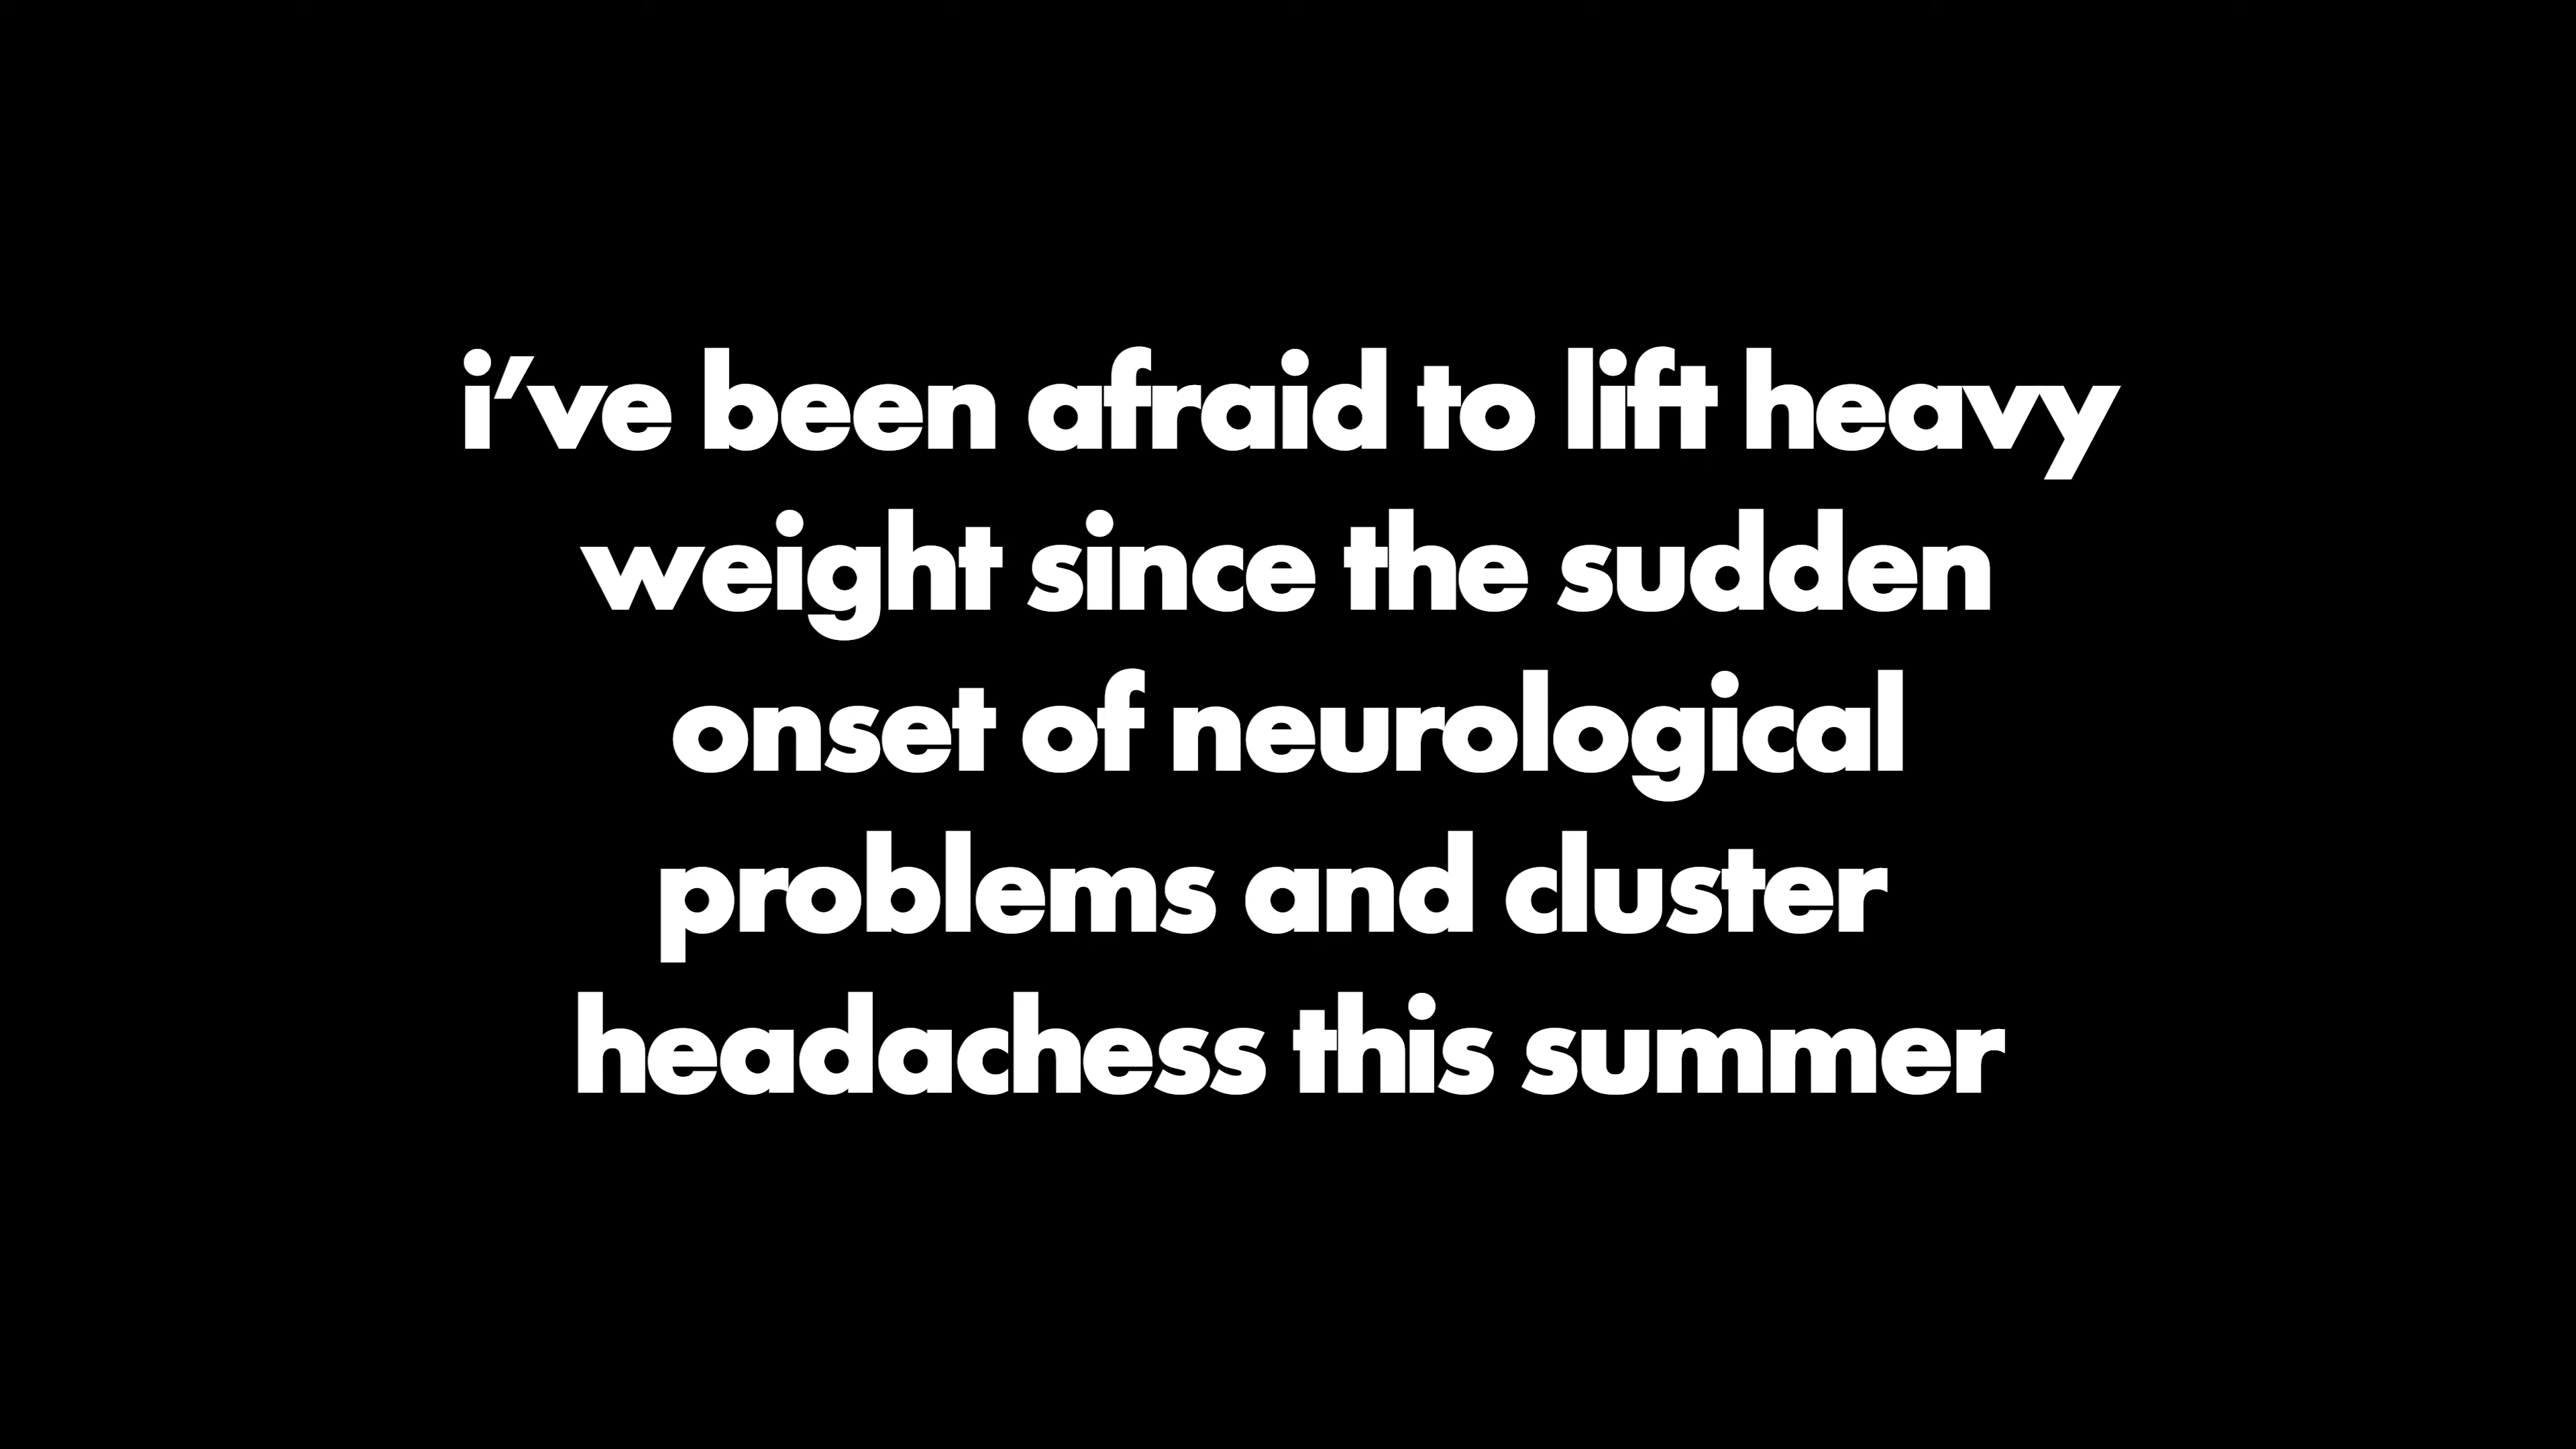 i've been afraid to lift heavy
weight since the sudden
onset of neurological
problems and cluster
headachess this summer